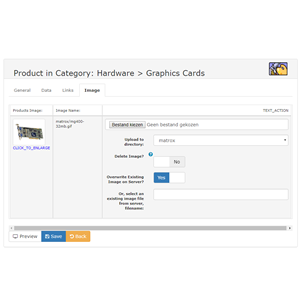 Product in Category: Hardware > Graphics Cards
General Data Links Image
Products Image: Image Name: TEXT_ACTION
matrox/mg400-
32mb.gif
CLICK_TO_ENLARGE
Bestand kiezen Geen bestand gekozen
Upload to
directory:
matrox
Delete Image?
No
Overwrite Existing
Image on Server?
Yes
Or, select an
existing image file
from server,
filename:
Preview Save Back